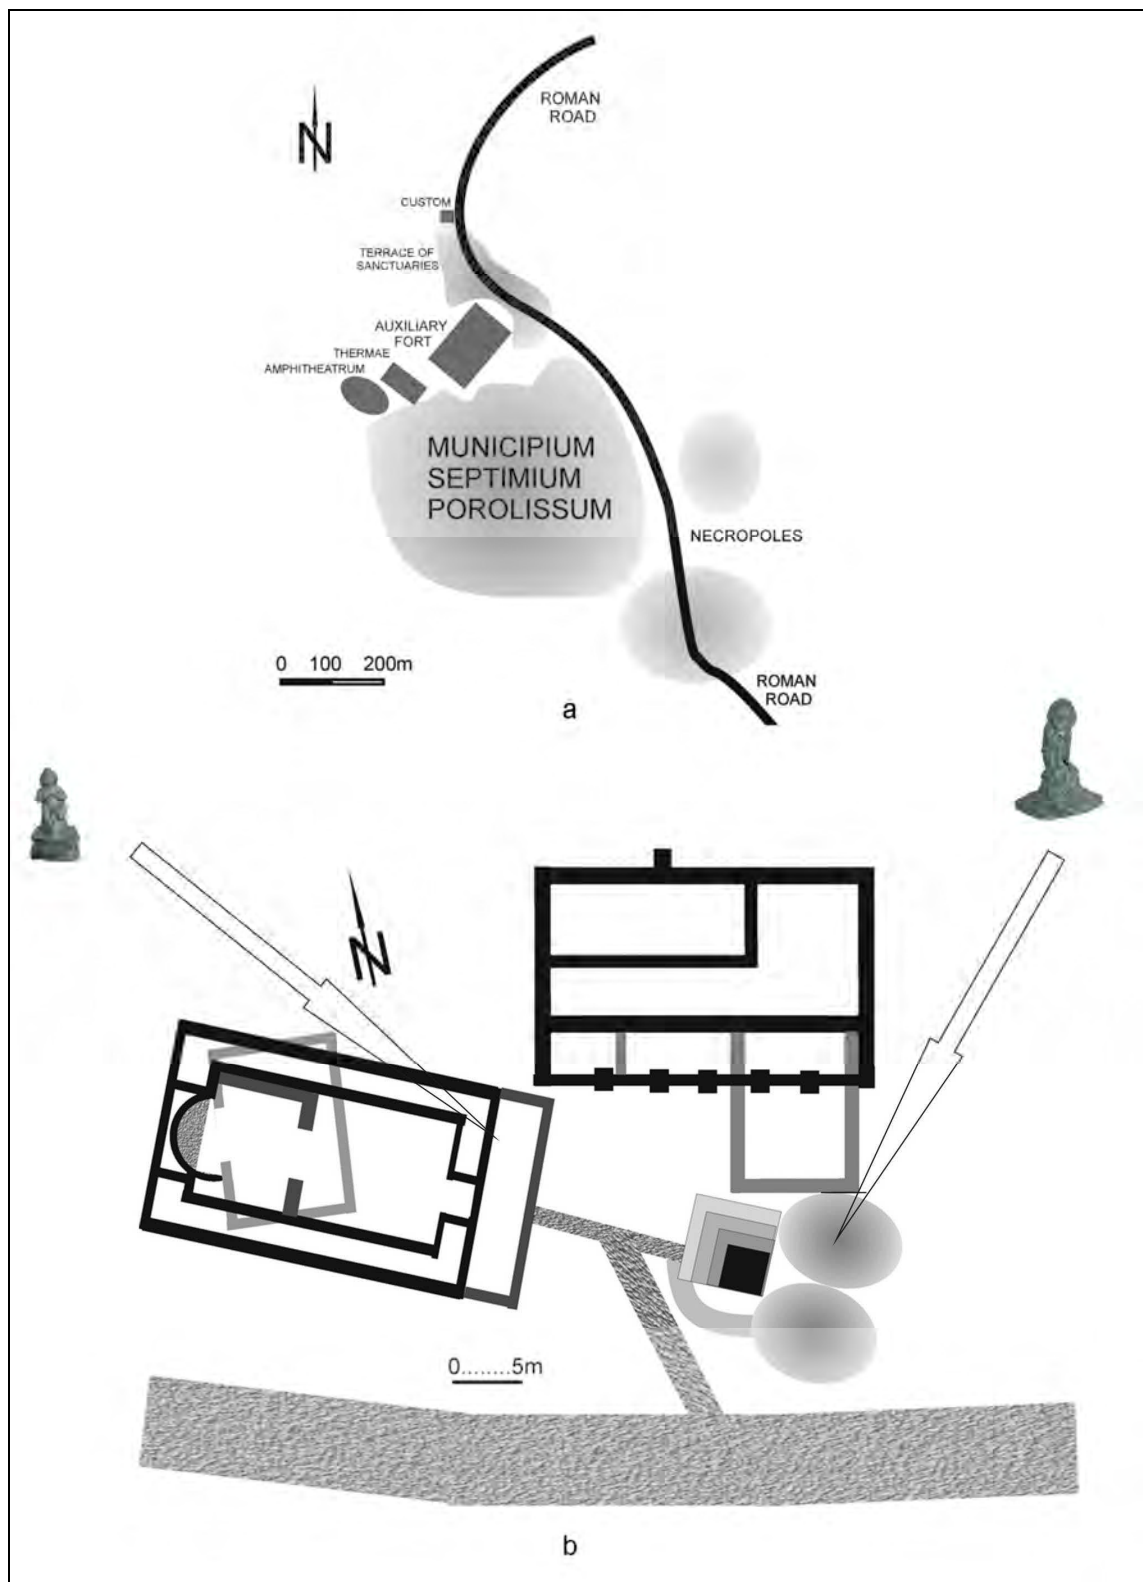 ROMAN
ROAD
N
CUSTOM
TERRACE OF
SANCTUARIES
AUXILIARY
FORT
THERMAE
AMPHITHEATRUM
MUNICIPIUM
SEPTIMIUM
POROLISSUM
NECROPOLES
0 100 200m
ROMAN
ROAD
a
N
0........5m
b